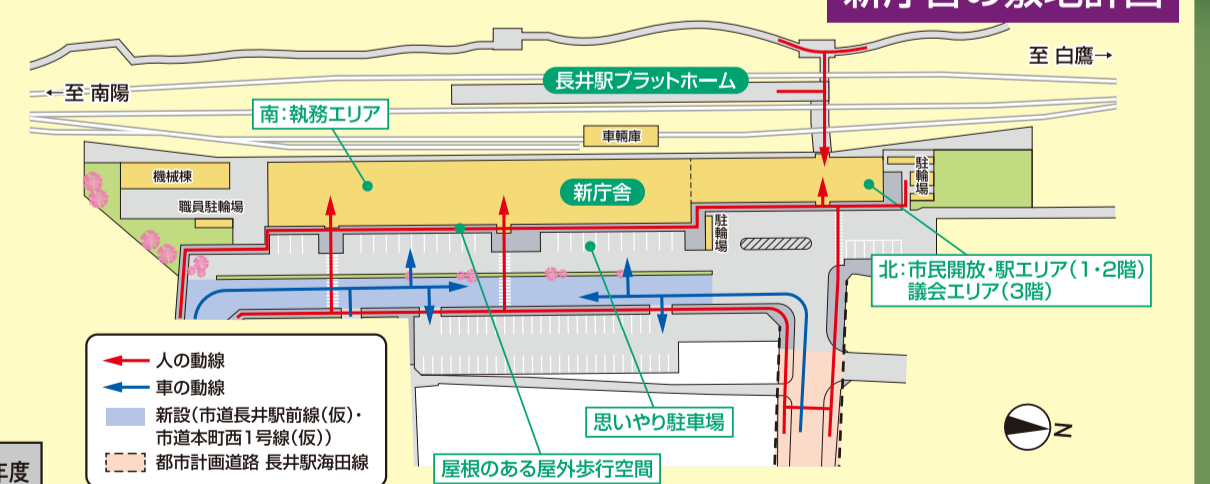 新庁舎の敷地計画
至 白鷹→
←至 南陽
長井駅プラットホーム
南：執務エリア
車輛庫
機械棟
新庁舎
駐輪場
職員駐輪場
駐輪場
北：市民開放・駅エリア（1・2階）
議会エリア（3階）
人の動線
車の動線
新設（市道長井駅前線（仮）・
市道本町西1号線（仮））
都市計画道路 長井駅海田線
思いやり駐車場
屋根のある屋外歩行空間
N
年度